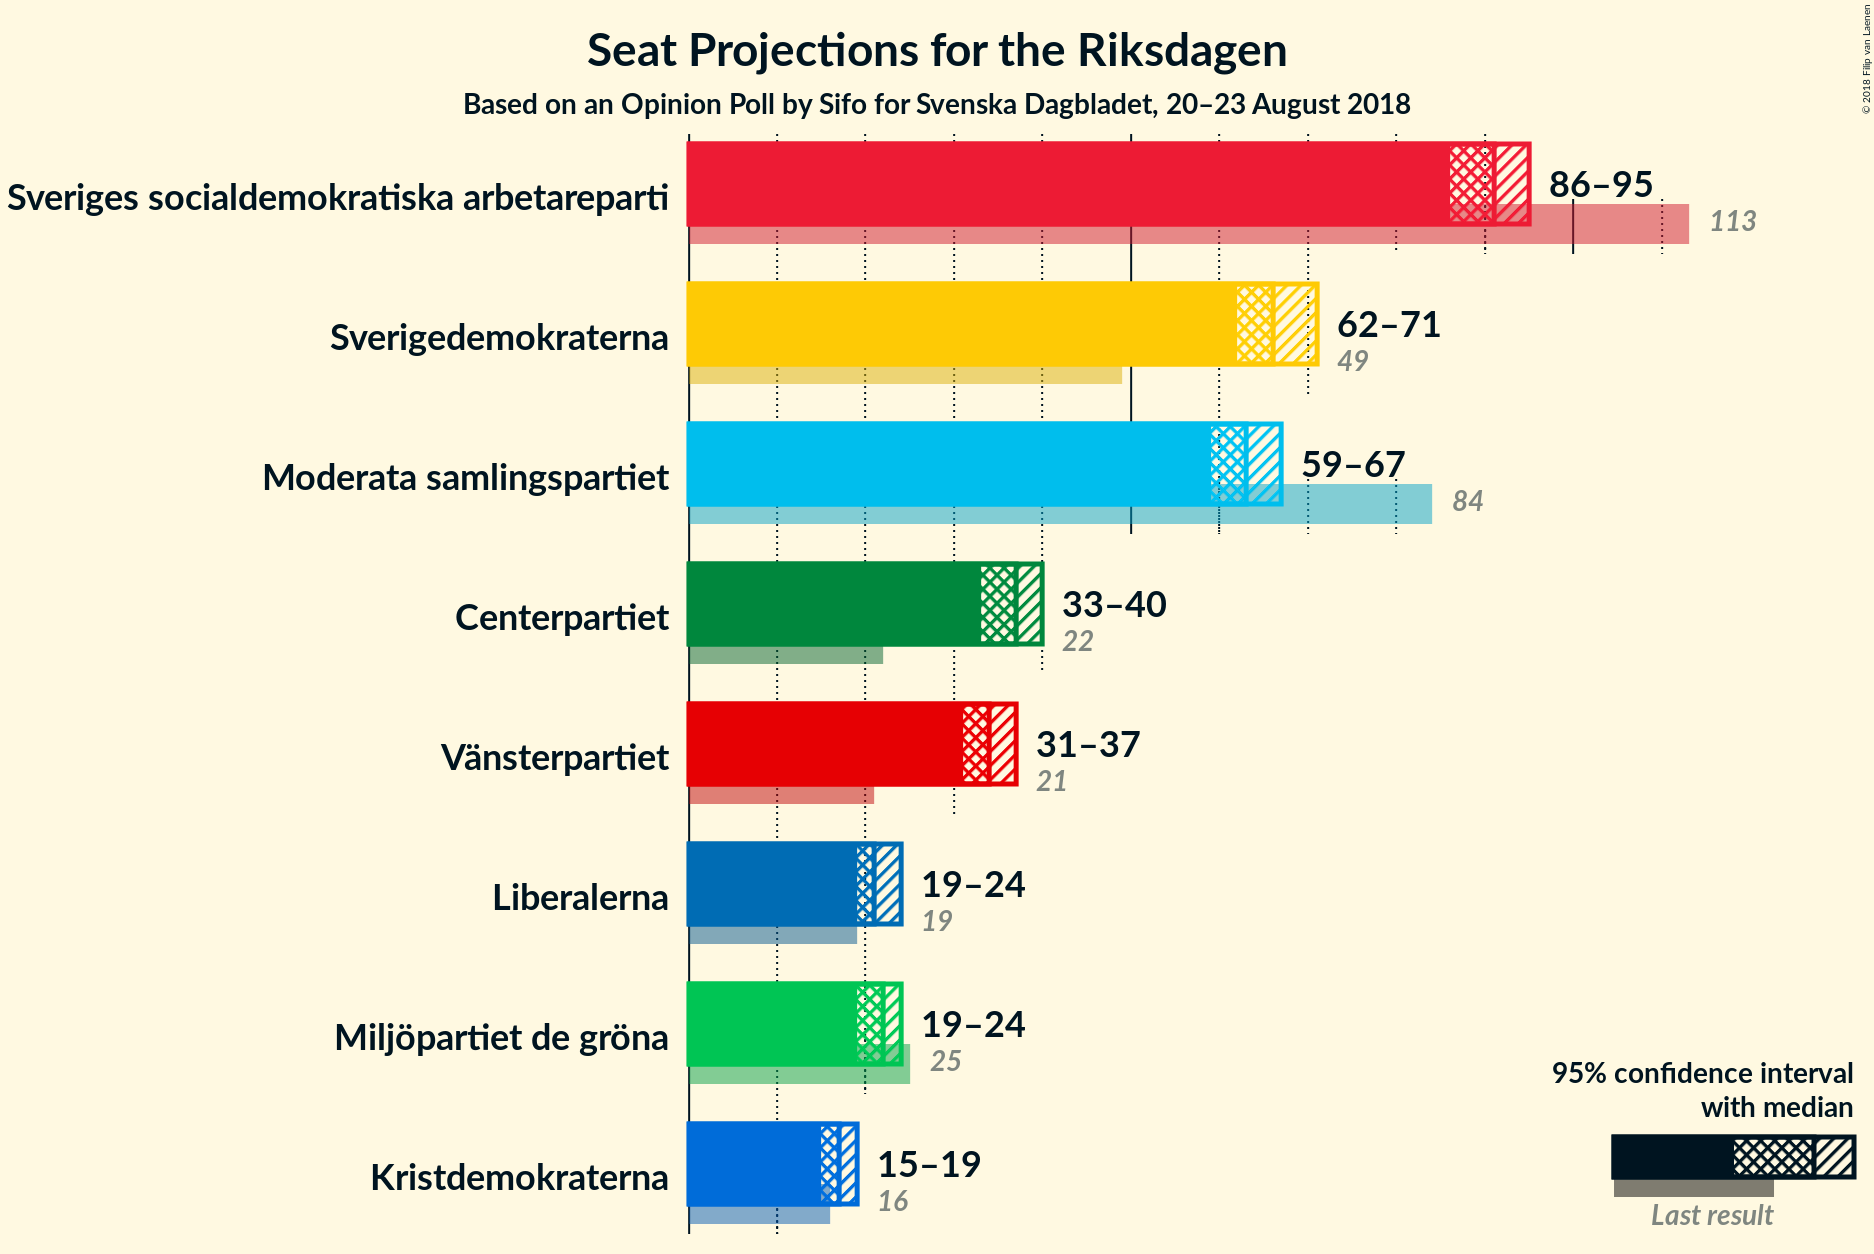 Seat Projections for the Riksdagen
Based on an Opinion Poll by Sifo for Svenska Dagbladet, 20–23 August 2018
© 2018 Filip van Laenen
Sveriges socialdemokratiska arbetareparti
86–95
113
Sverigedemokraterna
62–71
49
Moderata samlingspartiet
59–67
84
Centerpartiet
33–40
22
Vänsterpartiet
31–37
21
Liberalerna
19–24
19
Miljöpartiet de gröna
19–24
25
Kristdemokraterna
15–19
16
95% confidence interval
with median
Last result